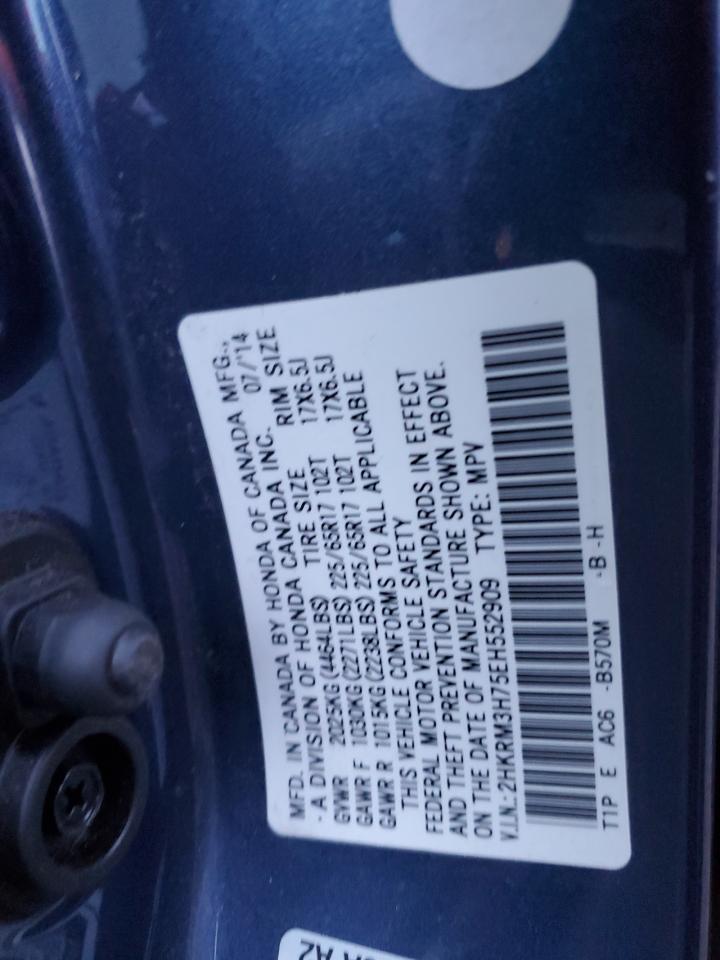 MFD. IN CANADA BY HONDA OF CANADA MFG.,
-A DIVISION OF HONDA CANADA INC. 07/'14
TIRE SIZE RIM SIZE
GVWR 2025KG(4464LBS)
GAWR F 1030KG(2271LBS) 225/65R17 102T 17X6.5J
GAWR R 1015KG(2238LBS) 225/65R17 102T 17X6.5J
THIS VEHICLE CONFORMS TO ALL APPLICABLE
FEDERAL MOTOR VEHICLE SAFETY
AND THEFT PREVENTION STANDARDS IN EFFECT
ON THE DATE OF MANUFACTURE SHOWN ABOVE.
V.I.N.: 2HKRM3H75EH552909 TYPE: MPV
T1P E AC6 -B570M -B -H